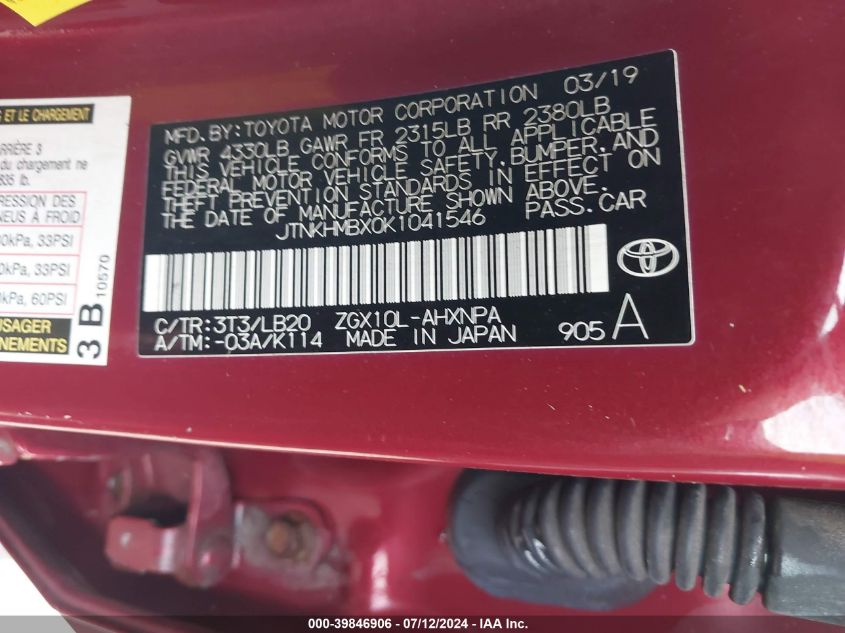 ET LE CHARGEMENT
ARRIÈRE 3
du chargement ne
835 lb.
RESSION DES
NEUS À FROID
0kPa, 33PSI
0kPa, 33PSI
kPa, 60PSI
USAGER
NEMENTS
3 B 10570
MFD. BY: TOYOTA MOTOR CORPORATION 03/19
GVWR 4330LB GAWR FR 2315LB RR 2380LB
THIS VEHICLE CONFORMS TO ALL APPLICABLE
FEDERAL MOTOR VEHICLE SAFETY, BUMPER, AND
THEFT PREVENTION STANDARDS IN EFFECT ON
THE DATE OF MANUFACTURE SHOWN ABOVE.
JTNKHMBX0K1041546 PASS. CAR
C/TR: 3T3/LB20 ZGX10L-AHXNPA
A/TM: -03A/K114 MADE IN JAPAN 905 A
000-39846906 - 07/12/2024 - IAA Inc.